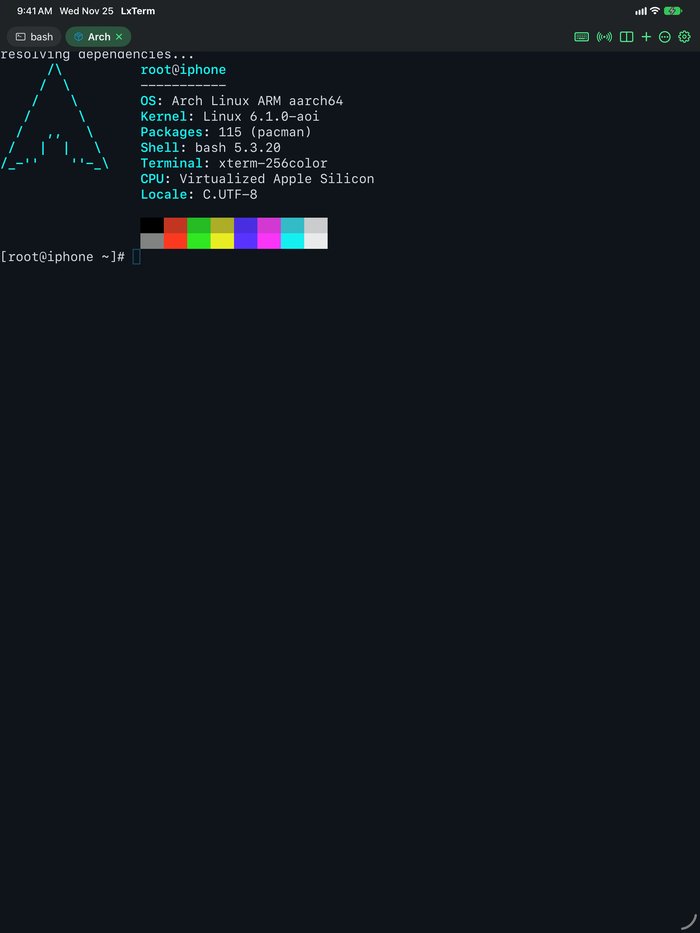 9:41 AM Wed Nov 25 LxTerm
bash
Arch
resolving dependencies...
root@iphone
-----------
OS: Arch Linux ARM aarch64
Kernel: Linux 6.1.0-aoi
Packages: 115 (pacman)
Shell: bash 5.3.20
Terminal: xterm-256color
CPU: Virtualized Apple Silicon
Locale: C.UTF-8
[root@iphone ~]#